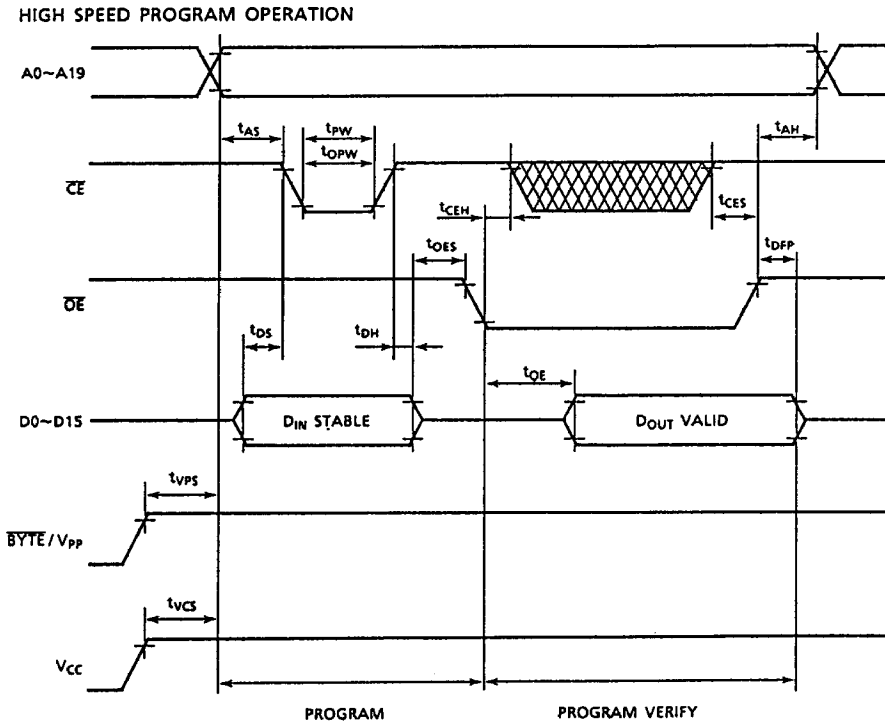 HIGH SPEED PROGRAM OPERATION
A0~A19
tAS
tPW
tOPW
tAH
CE
tCEH
tCES
tOES
tDFP
OE
tDS
tDH
tOE
D0~D15
DIN STABLE
DOUT VALID
tVPS
BYTE/VPP
tVCS
VCC
PROGRAM
PROGRAM VERIFY